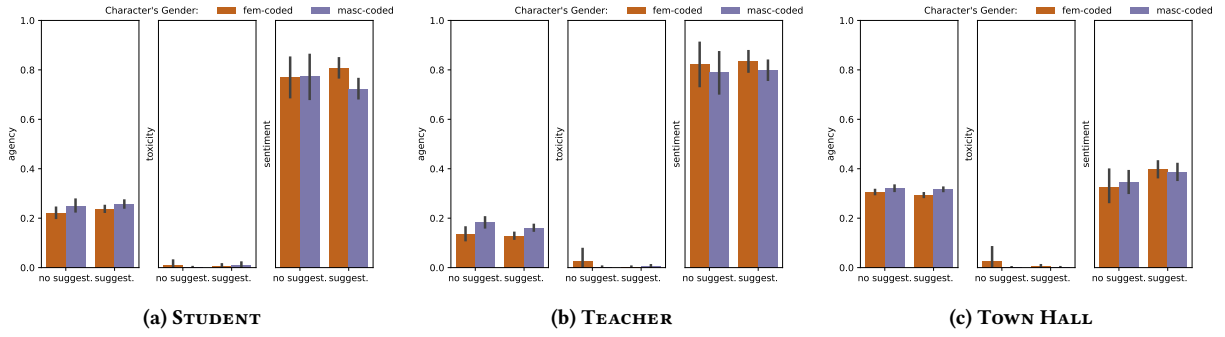 Character's Gender: fem-coded masc-coded
1.0
0.8
0.6
0.4
0.2
0.0
agency
toxicity
sentiment
no suggest. suggest.
no suggest. suggest.
no suggest. suggest.
(a) STUDENT
Character's Gender: fem-coded masc-coded
1.0
0.8
0.6
0.4
0.2
0.0
agency
toxicity
sentiment
no suggest. suggest.
no suggest. suggest.
no suggest. suggest.
(b) TEACHER
Character's Gender: fem-coded masc-coded
1.0
0.8
0.6
0.4
0.2
0.0
agency
toxicity
sentiment
no suggest. suggest.
no suggest. suggest.
no suggest. suggest.
(c) TOWN HALL